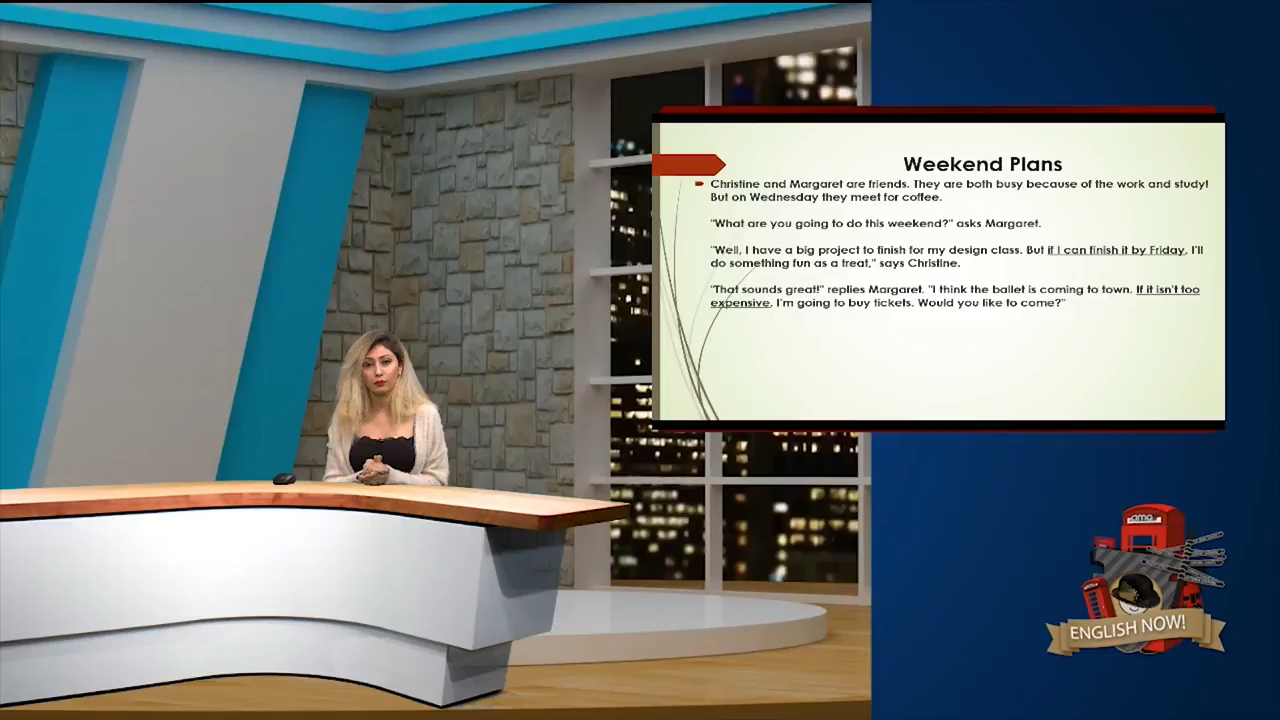 Weekend Plans
Christine and Margaret are friends. They are both busy because of the work and study!
But on Wednesday they meet for coffee.
"What are you going to do this weekend?" asks Margaret.
"Well, I have a big project to finish for my design class. But if I can finish it by Friday, I'll
do something fun as a treat," says Christine.
"That sounds great!" replies Margaret. "I think the ballet is coming to town. If it isn't too
expensive, I'm going to buy tickets. Would you like to come?"
ENGLISH NOW!